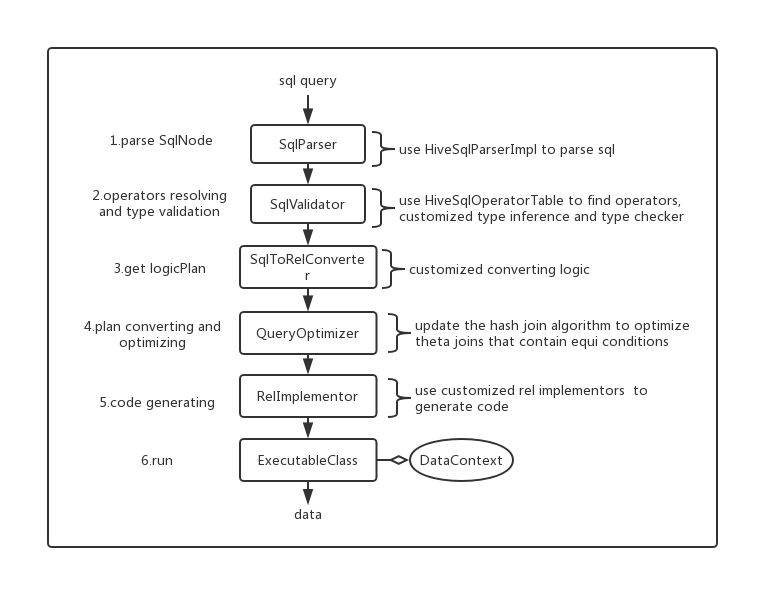 sql query
1.parse SqlNode
SqlParser
use HiveSqlParserImpl to parse sql
2.operators resolving
and type validation
SqlValidator
use HiveSqlOperatorTable to find operators,
customized type inference and type checker
3.get logicPlan
SqlToRelConverte
r
customized converting logic
4.plan converting and
optimizing
QueryOptimizer
update the hash join algorithm to optimize
theta joins that contain equi conditions
5.code generating
RelImplementor
use customized rel implementors  to
generate code
6.run
ExecutableClass
DataContext
data